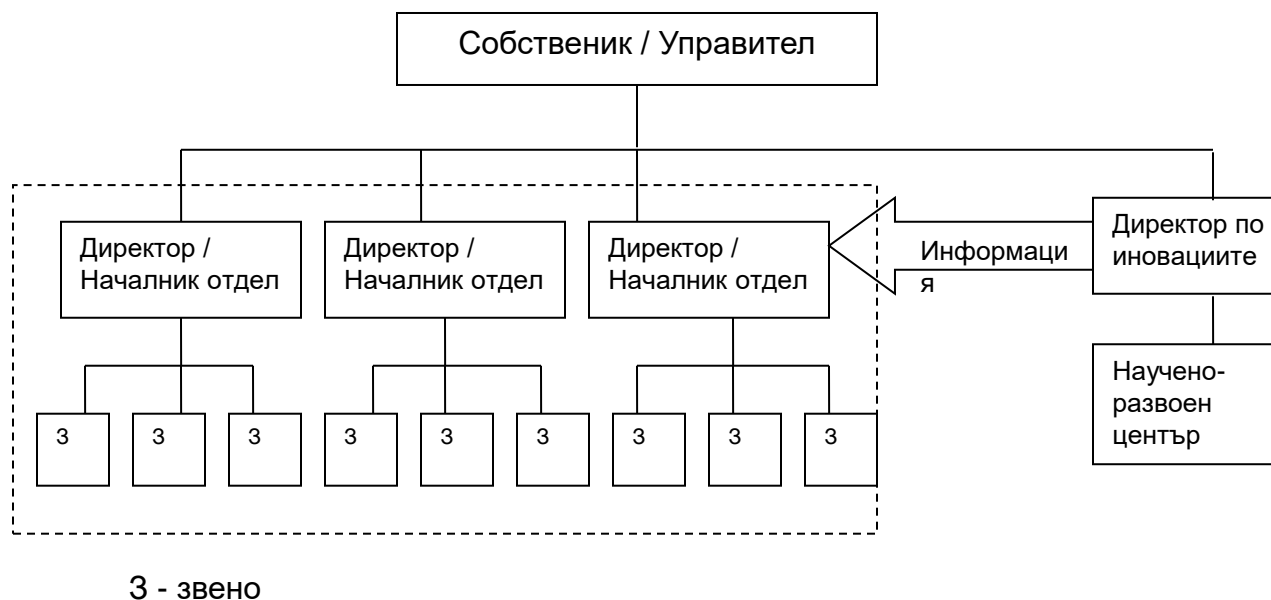 Собственик / Управител
Директор /
Началник отдел
Директор /
Началник отдел
Директор /
Началник отдел
Информаци
я
Директор по
иновациите
Научено-
развоен
център
З
З
З
З
З
З
З
З
З
З - звено